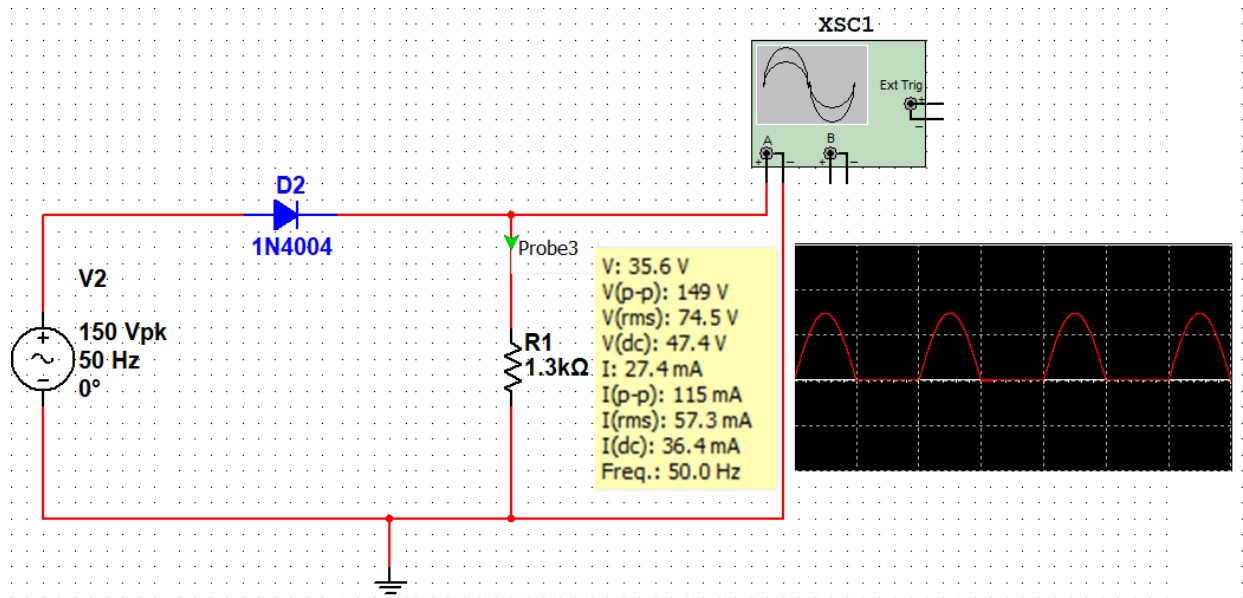 XSC1
Ext Trig
+
−
A
B
+
−
+
−
D2
1N4004
Probe3
V2
+
−
150 Vpk
50 Hz
0°
R1
1.3kΩ
V: 35.6 V
V(p-p): 149 V
V(rms): 74.5 V
V(dc): 47.4 V
I: 27.4 mA
I(p-p): 115 mA
I(rms): 57.3 mA
I(dc): 36.4 mA
Freq.: 50.0 Hz